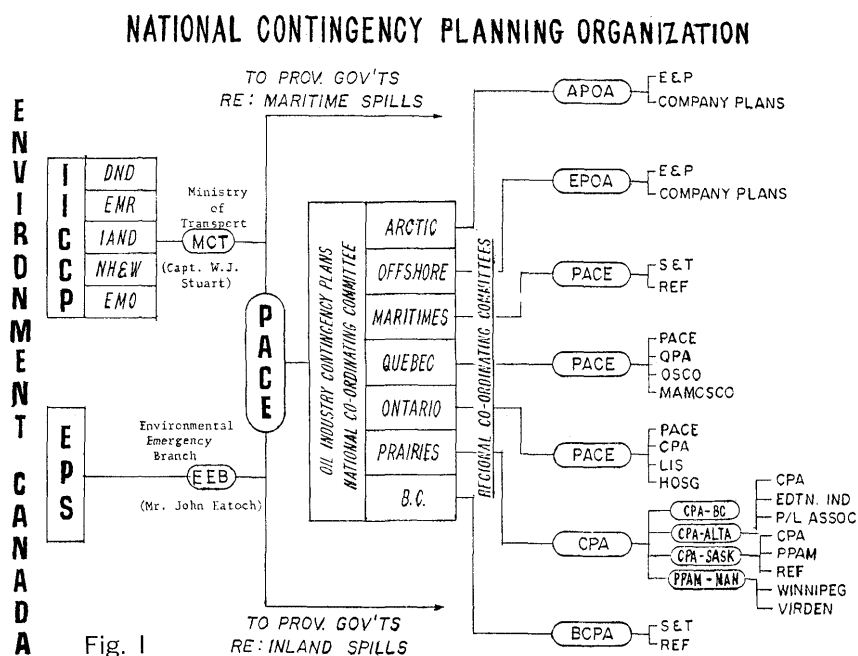 NATIONAL CONTINGENCY PLANNING ORGANIZATION
ENVIRONMENT CANADA
IICCP
DND
EMR
IAND
NH&W
EMO
Ministry
of
Transport
MCT
(Capt. W.J.
Stuart)
EPS
Environmental
Emergency
Branch
EEB
(Mr. John Eatoch)
TO PROV. GOV'TS
RE: MARITIME SPILLS
PACE
TO PROV. GOV'TS
RE: INLAND SPILLS
OIL INDUSTRY CONTINGENCY PLANS
NATIONAL CO-ORDINATING COMMITTEE
ARCTIC
OFFSHORE
MARITIMES
QUEBEC
ONTARIO
PRAIRIES
B.C.
REGIONAL CO-ORDINATING COMMITTEES
APOA
E&P
COMPANY PLANS
EPOA
E&P
COMPANY PLANS
PACE
S&T
REF
PACE
PACE
QPA
OSCO
MAMCSCO
PACE
PACE
CPA
LIS
HOSG
CPA
CPA-BC
CPA-ALTA
CPA-SASK
PPAM-MAN
CPA
EDTN. IND
P/L ASSOC
CPA
PPAM
REF
WINNIPEG
VIRDEN
BCPA
S&T
REF
Fig. 1